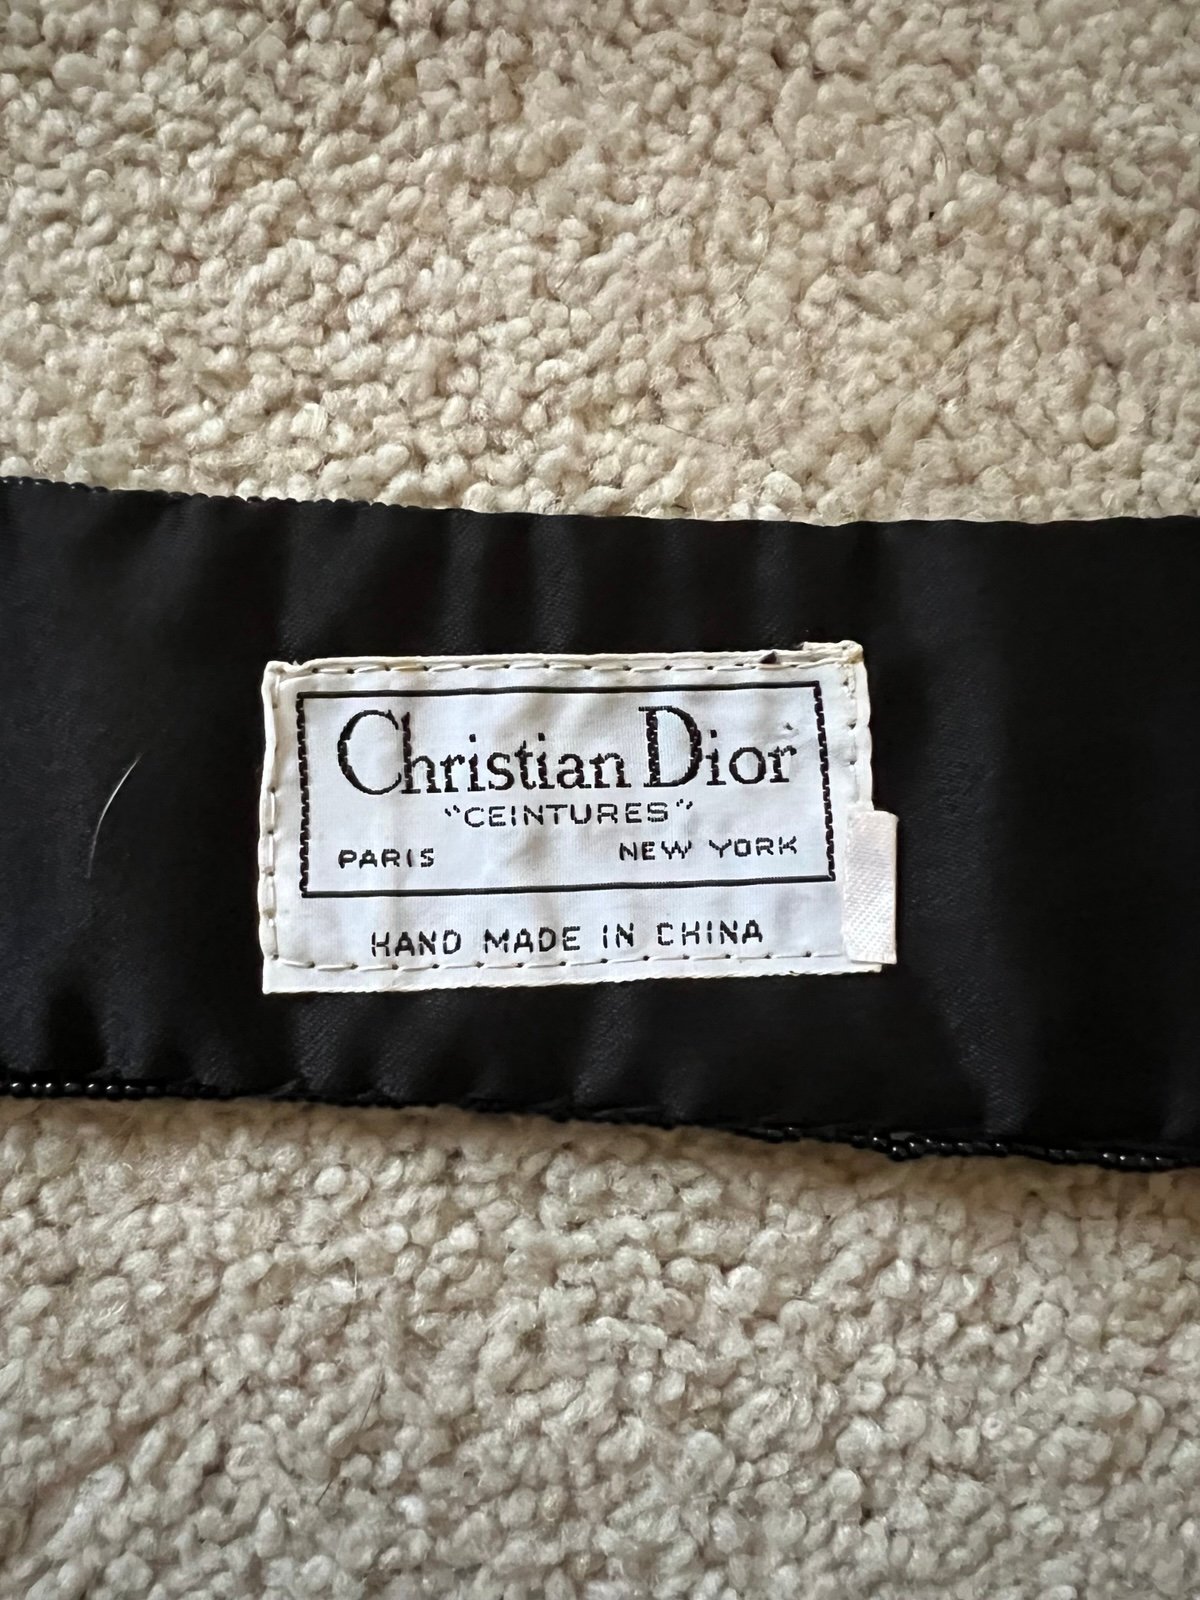 Christian Dior
"CEINTURES"
PARIS NEW YORK
HAND MADE IN CHINA